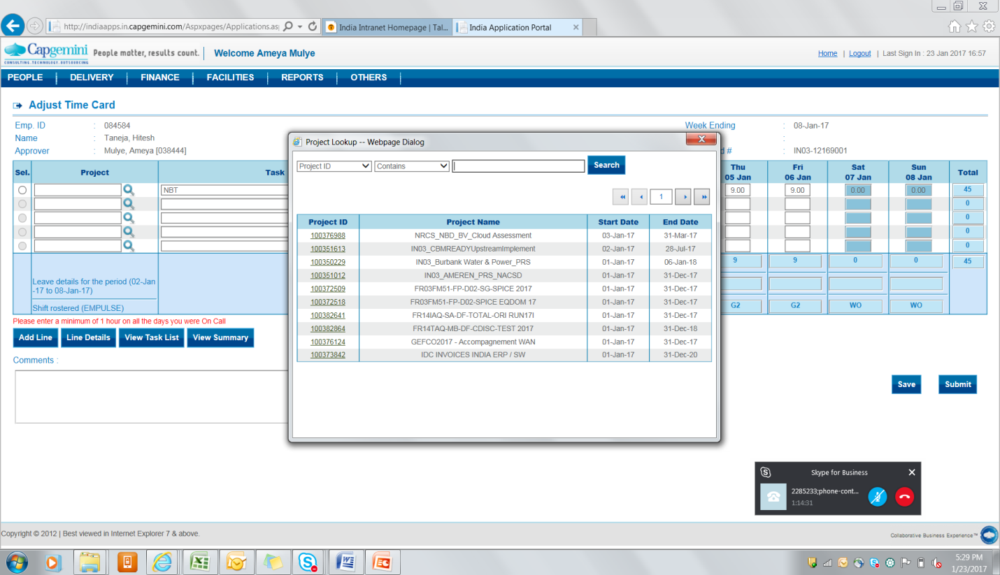 http://indiaapps.in.capgemini.com/Aspxpages/Applications.as
India Intranet Homepage | Tal...
India Application Portal
Capgemini
CONSULTING.TECHNOLOGY.OUTSOURCING
People matter, results count.
Welcome Ameya Mulye
Home | Logout | Last Sign In : 23 Jan 2017 16:57
PEOPLE DELIVERY FINANCE FACILITIES REPORTS OTHERS
Adjust Time Card
Emp. ID : 084584
Name : Taneja, Hitesh
Approver : Mulye, Ameya [038444]
Week Ending : 08-Jan-17
:
d # : IN03-12169001
Sel. Project Task
Thu 05 Jan Fri 06 Jan Sat 07 Jan Sun 08 Jan Total
NBT 9.00 9.00 0.00 0.00 45
0
0
0
0
9 9 0 0 45
Leave details for the period (02-Jan
-17 to 08-Jan-17)
Shift rostered (EMPULSE)
G2 G2 WO WO
Please enter a minimum of 1 hour on all the days you were On Call
Add Line Line Details View Task List View Summary
Comments :
Save Submit
Project Lookup -- Webpage Dialog
Project ID Contains Search
1
Project ID Project Name Start Date End Date
100376988 NRCS_NBD_BV_Cloud Assessment 03-Jan-17 31-Mar-17
100351613 IN03_CBMREADYUpstreamImplement 02-Jan-17 28-Jul-17
100350229 IN03_Burbank Water & Power_PRS 01-Jan-17 06-Jan-18
100351012 IN03_AMEREN_PRS_NACSD 01-Jan-17 31-Dec-17
100372509 FR03FM51-FP-D02-SG-SPICE 2017 01-Jan-17 31-Dec-17
100372518 FR03FM51-FP-D02-SPICE EQDOM 17 01-Jan-17 31-Dec-17
100382641 FR14IAQ-SA-DF-TOTAL-ORI RUN17I 01-Jan-17 31-Dec-17
100382864 FR14TAQ-MB-DF-CDISC-TEST 2017 01-Jan-17 31-Dec-18
100376124 GEFCO2017 - Accompagnement WAN 01-Jan-17 31-Dec-17
100373842 IDC INVOICES INDIA ERP / SW 01-Jan-17 31-Dec-20
Skype for Business
2285233;phone-cont...
1:14:31
Copyright © 2012 | Best viewed in Internet Explorer 7 & above.
Collaborative Business Experience™
5:29 PM
1/23/2017